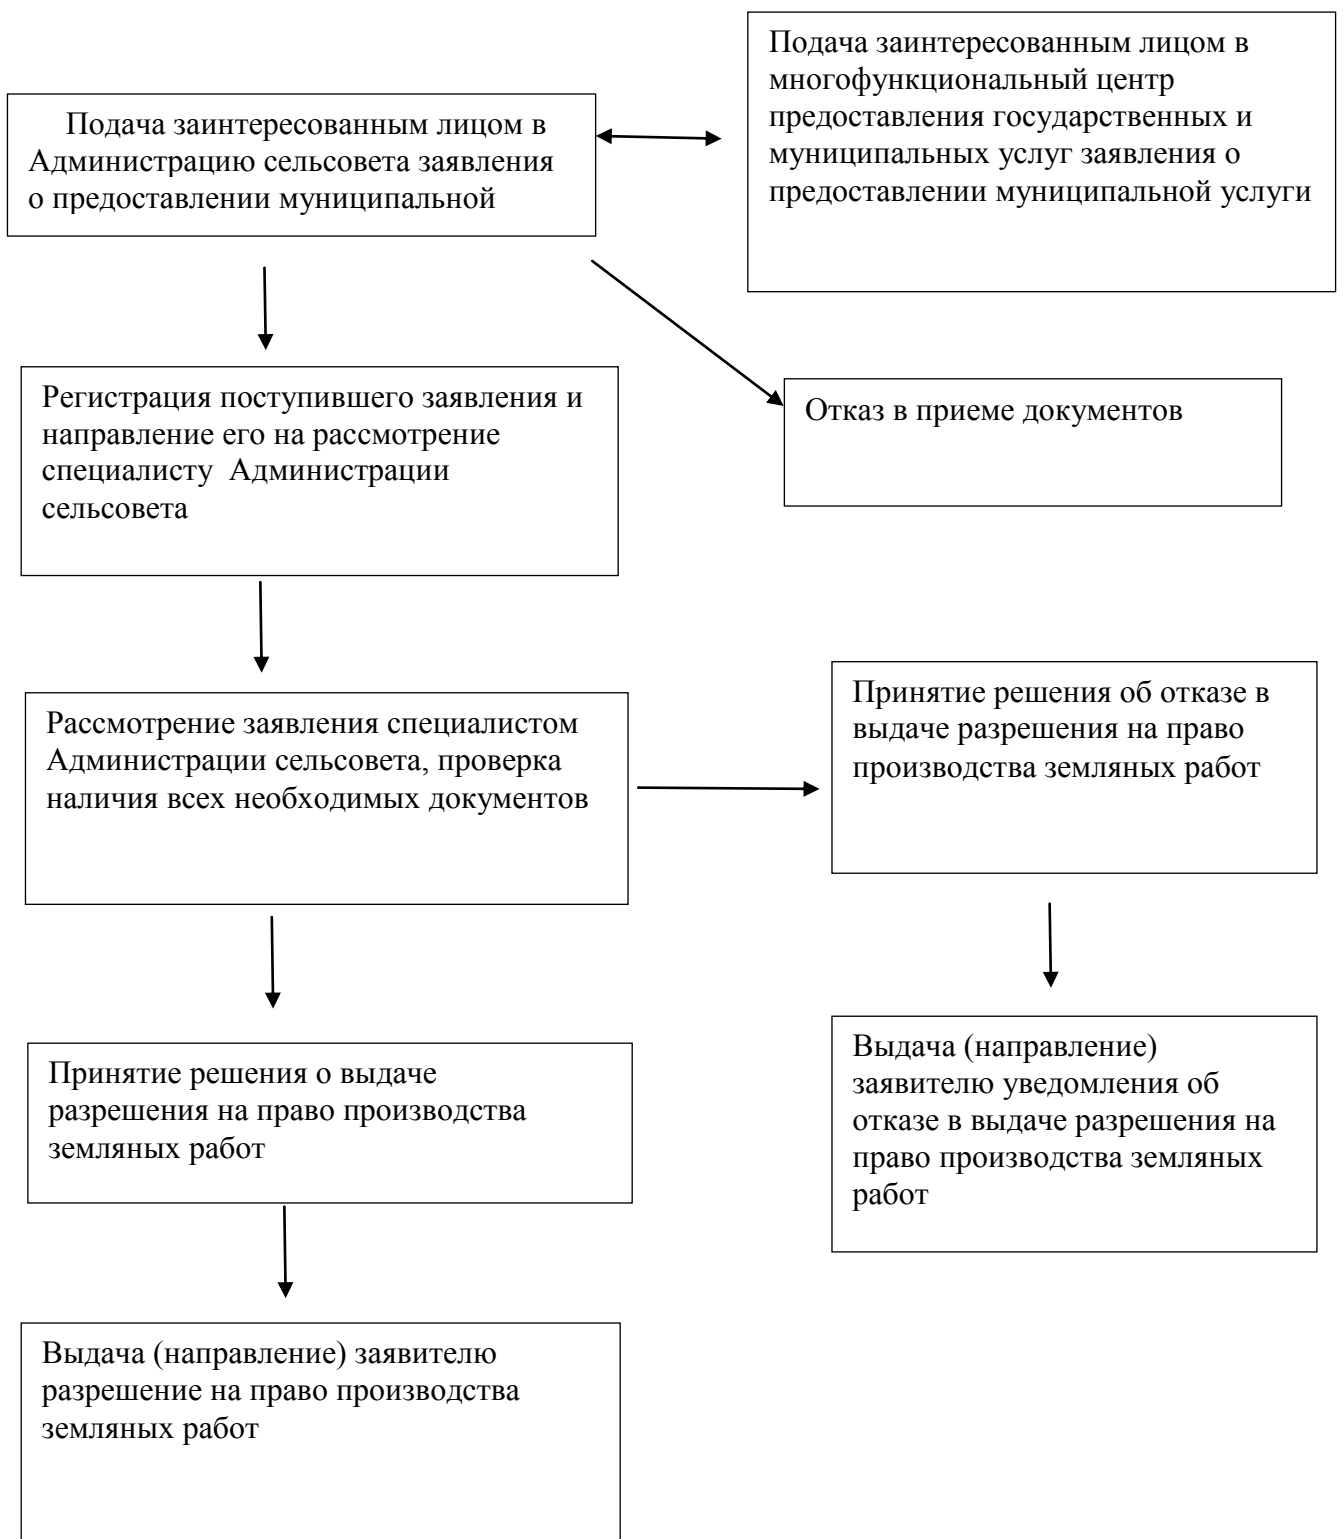 Подача заинтересованным лицом в
многофункциональный центр
предоставления государственных и
муниципальных услуг заявления о
предоставлении муниципальной услуги
Подача заинтересованным лицом в
Администрацию сельсовета заявления
о предоставлении муниципальной
Отказ в приеме документов
Регистрация поступившего заявления и
направление его на рассмотрение
специалисту  Администрации
сельсовета
Рассмотрение заявления специалистом
Администрации сельсовета, проверка
наличия всех необходимых документов
Принятие решения об отказе в
выдаче разрешения на право
производства земляных работ
Принятие решения о выдаче
разрешения на право производства
земляных работ
Выдача (направление)
заявителю уведомления об
отказе в выдаче разрешения на
право производства земляных
работ
Выдача (направление) заявителю
разрешение на право производства
земляных работ